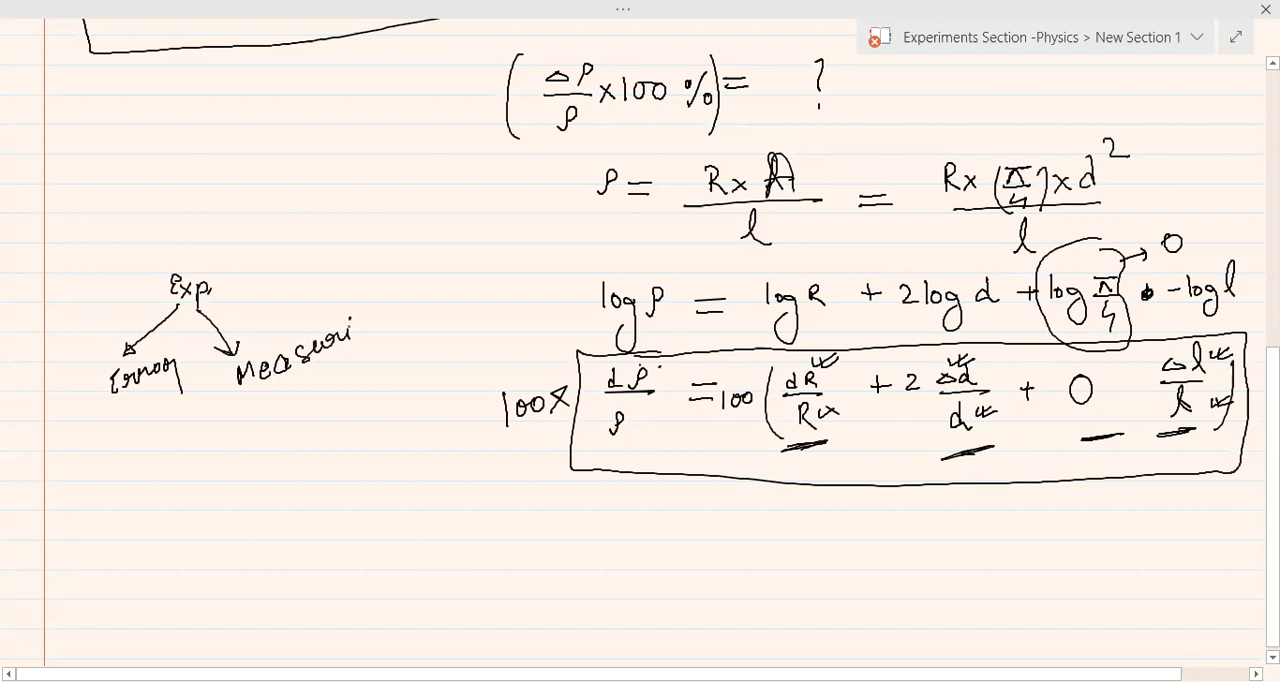 Experiments Section -Physics > New Section 1
(Δρ/ρ ×100 %) = ?
ρ = R× A/l = R× (π/4) × d²/l
Exp.
Error Measuri
log ρ = log R + 2 log d + log π/4 - log l → 0
100 × dρ/ρ = 100 (dR/R + 2 Δd/d + 0 Δl/l)